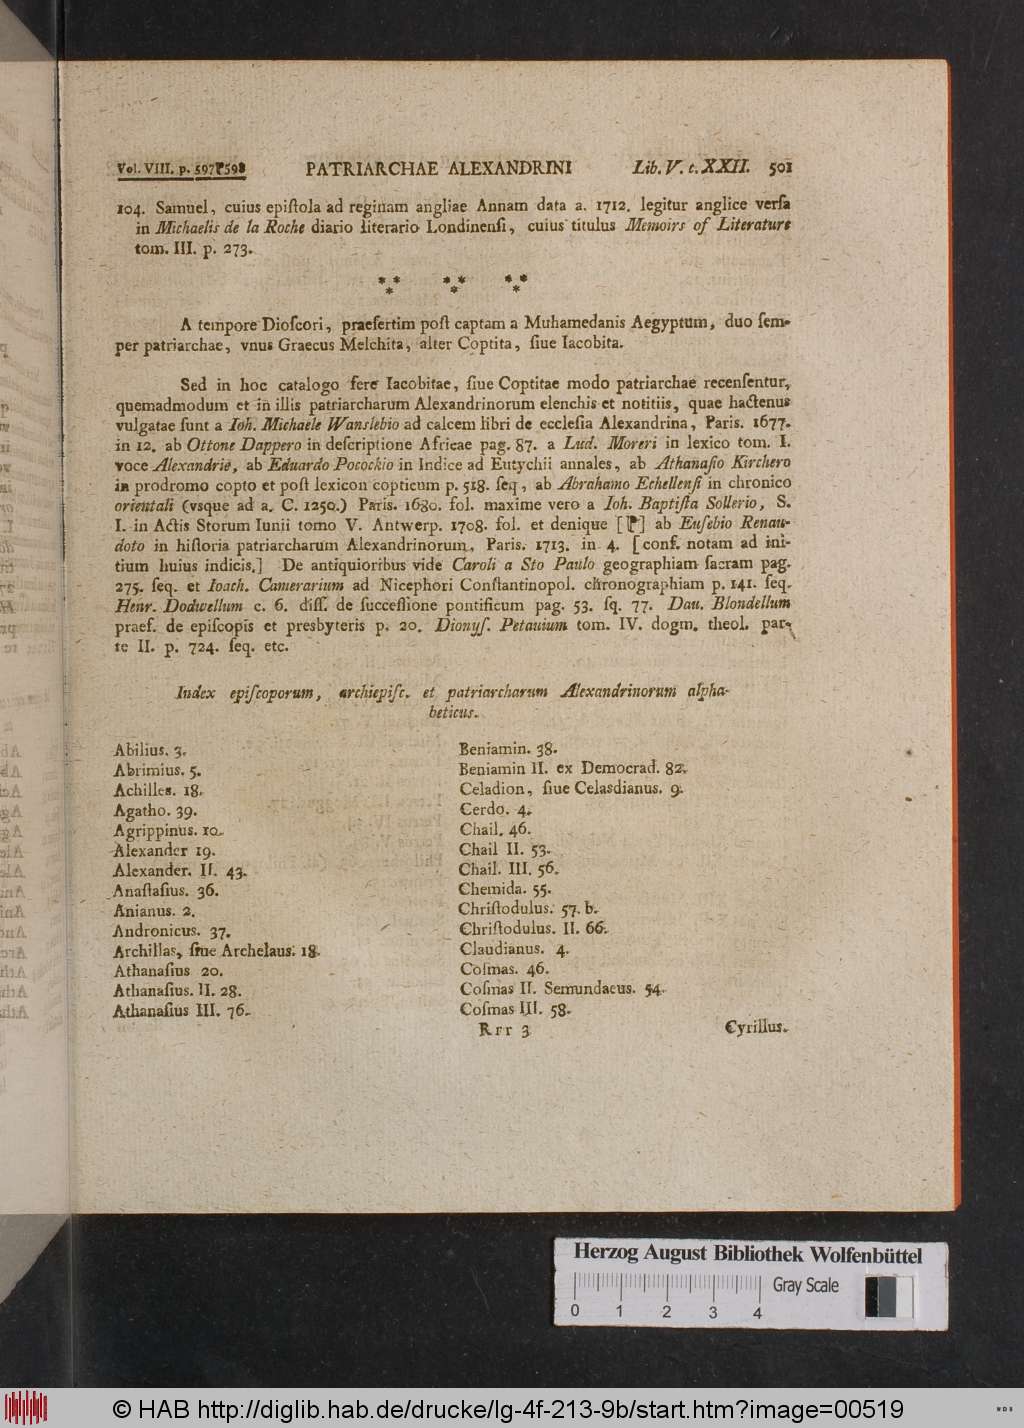 Vol. VIII. p. 597 598 PATRIARCHAE ALEXANDRINI Lib. V. c. XXII. 501
104. Samuel, cuius epiſtola ad reginam angliae Annam data a. 1712. legitur anglice verſa
in Michaelis de la Roche diario literario Londinenſi, cuius titulus Memoirs of Literature
tom. III. p. 273.
* * * * * *
* * *
A tempore Dioſcori, praeſertim poſt captam a Muhamedanis Aegyptum, duo ſem-
per patriarchae, vnus Graecus Melchita, alter Coptita, ſiue Iacobita.
Sed in hoc catalogo fere Iacobitae, ſiue Coptitae modo patriarchae recenſentur,
quemadmodum et in illis patriarcharum Alexandrinorum elenchis et notitiis, quae hactenus
vulgatae ſunt a Ioh. Michaele Wanslebio ad calcem libri de eccleſia Alexandrina, Paris. 1677.
in 12. ab Ottone Dappero in deſcriptione Africae pag. 87. a Lud. Moreri in lexico tom. I.
voce Alexandrie, ab Eduardo Pocockio in Indice ad Eutychii annales, ab Athanaſio Kirchero
in prodromo copto et poſt lexicon copticum p. 518. ſeq, ab Abrahamo Echellenſi in chronico
orientali (vsque ad a. C. 1250.) Paris. 1680. fol. maxime vero a Ioh. Baptiſta Sollerio, S.
I. in Actis Storum Iunii tomo V. Antwerp. 1708. fol. et denique [ ] ab Euſebio Renau-
doto in hiſtoria patriarcharum Alexandrinorum, Paris. 1713. in 4. [conf. notam ad ini-
tium huius indicis.] De antiquioribus vide Caroli a Sto Paulo geographiam ſacram pag.
275. ſeq. et Ioach. Camerarium ad Nicephori Conſtantinopol. chronographiam p. 141. ſeq.
Henr. Dodwellum c. 6. diſſ. de ſucceſſione pontificum pag. 53. ſq. 77. Dau. Blondellum
praef. de epiſcopis et presbyteris p. 20. Dionyſ. Petauium tom. IV. dogm. theol. par-
te II. p. 724. ſeq. etc.
Index epiſcoporum, archiepiſc. et patriarcharum Alexandrinorum alpha-
beticus.
Abilius. 3.
Abrimius. 5.
Achilles. 18.
Agatho. 39.
Agrippinus. 10.
Alexander 19.
Alexander. II. 43.
Anaſtaſius. 36.
Anianus. 2.
Andronicus. 37.
Archillas, ſiue Archelaus. 18.
Athanaſius 20.
Athanaſius. II. 28.
Athanaſius III. 76.
Beniamin. 38.
Beniamin II. ex Democrad. 82.
Celadion, ſiue Celasdianus. 9.
Cerdo. 4.
Chail. 46.
Chail II. 53.
Chail. III. 56.
Chemida. 55.
Chriſtodulus. 57. b.
Chriſtodulus. II. 66.
Claudianus. 4.
Coſmas. 46.
Coſmas II. Semundaeus. 54.
Coſmas III. 58.
Rrr 3 Cyrillus.
Herzog August Bibliothek Wolfenbüttel
Gray Scale
0 1 2 3 4
© HAB http://diglib.hab.de/drucke/lg-4f-213-9b/start.htm?image=00519